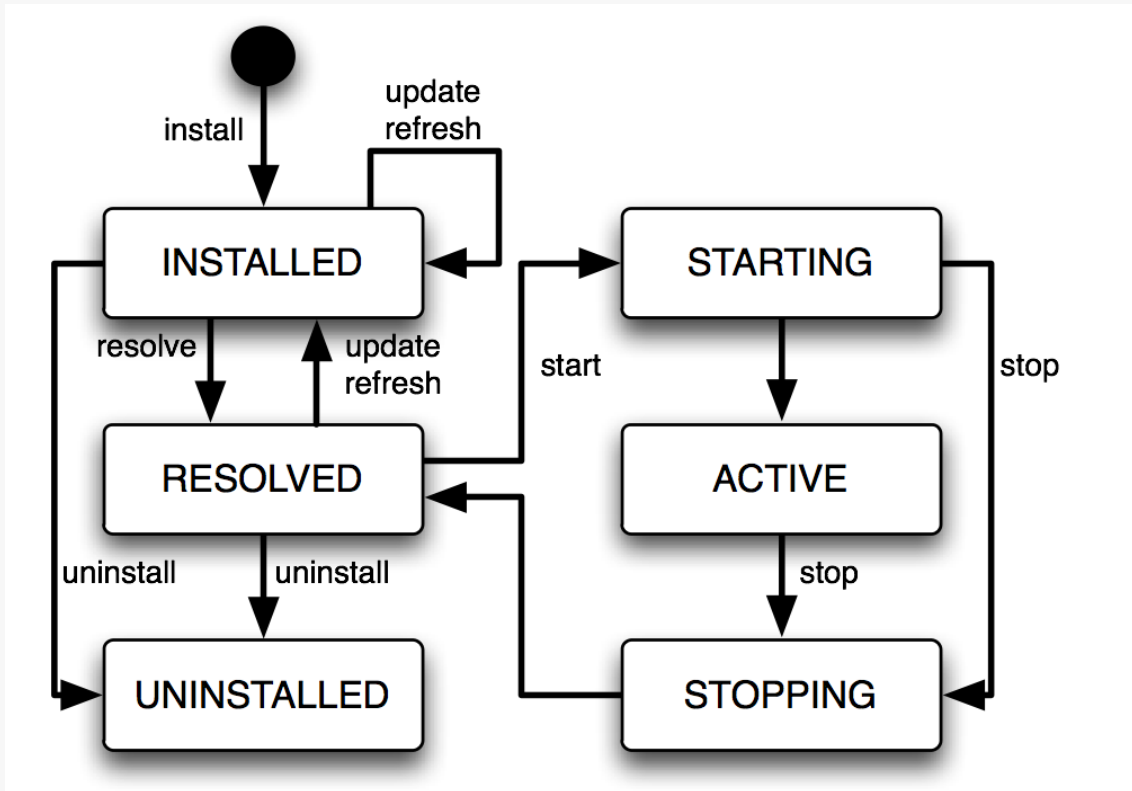 update
refresh
install
INSTALLED
STARTING
resolve
update
refresh
start
stop
RESOLVED
ACTIVE
uninstall
uninstall
stop
UNINSTALLED
STOPPING